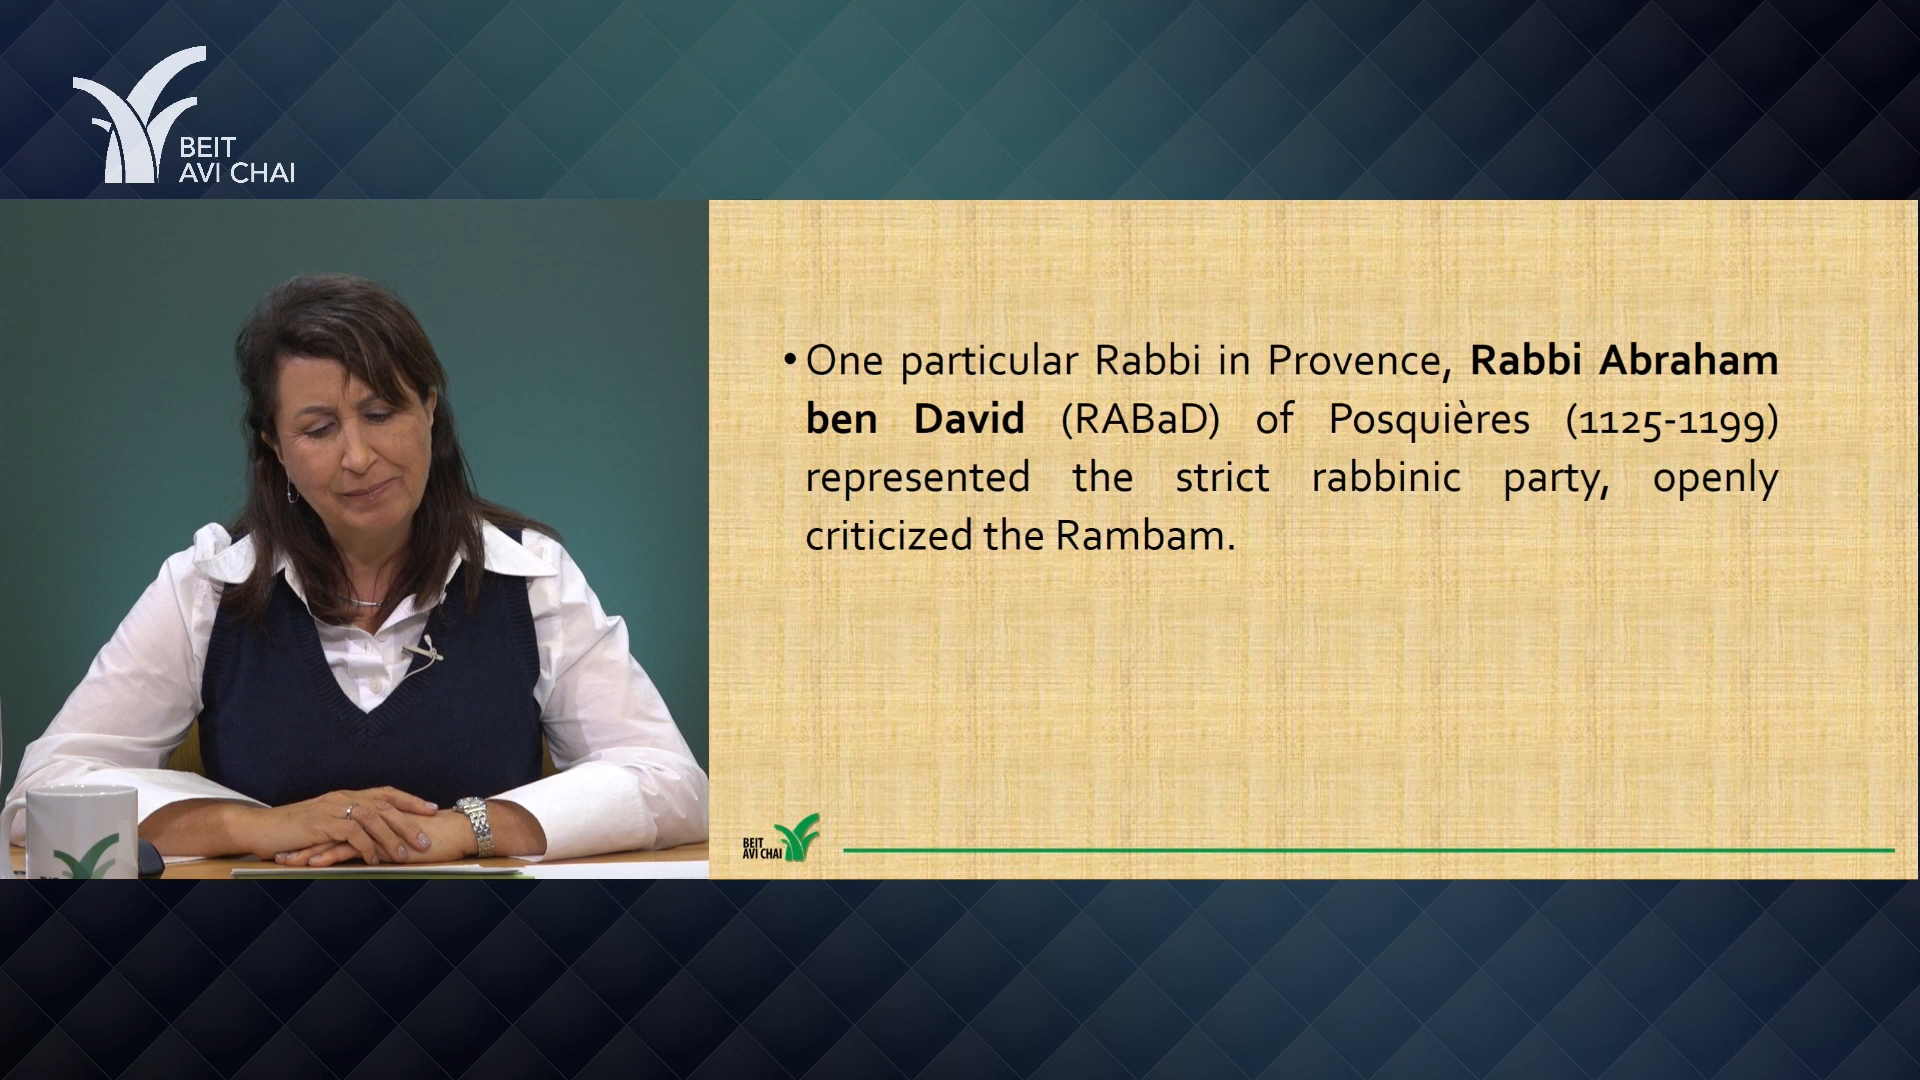 BEIT
AVI CHAI
• One particular Rabbi in Provence, Rabbi Abraham
ben David (RABaD) of Posquières (1125-1199)
represented the strict rabbinic party, openly
criticized the Rambam.
BEIT
AVI CHAI